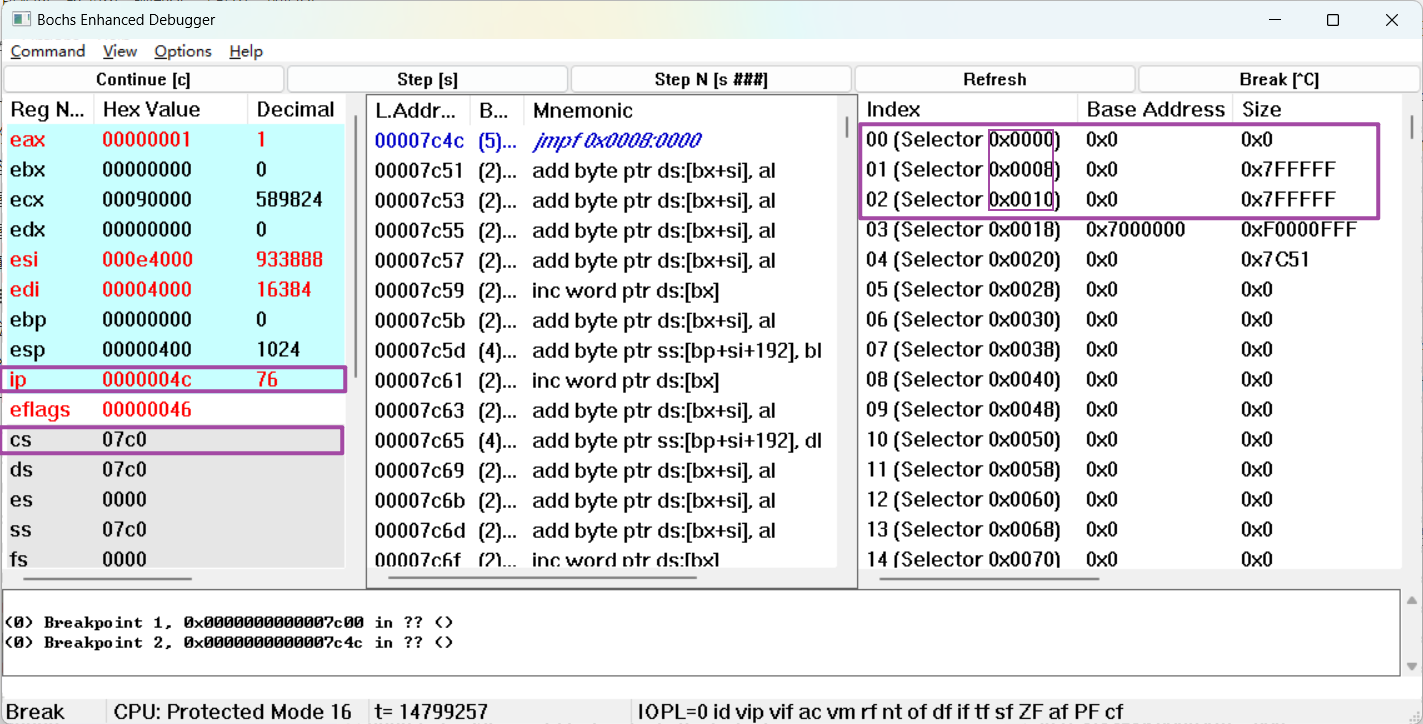 Bochs Enhanced Debugger
Command View Options Help
Continue [c] Step [s] Step N [s ###] Refresh Break [^C]
Reg N... Hex Value Decimal
eax 00000001 1
ebx 00000000 0
ecx 00090000 589824
edx 00000000 0
esi 000e4000 933888
edi 00004000 16384
ebp 00000000 0
esp 00000400 1024
ip 0000004c 76
eflags 00000046
cs 07c0
ds 07c0
es 0000
ss 07c0
fs 0000
L.Addr... B... Mnemonic
00007c4c (5)... jmpf 0x0008:0000
00007c51 (2)... add byte ptr ds:[bx+si], al
00007c53 (2)... add byte ptr ds:[bx+si], al
00007c55 (2)... add byte ptr ds:[bx+si], al
00007c57 (2)... add byte ptr ds:[bx+si], al
00007c59 (2)... inc word ptr ds:[bx]
00007c5b (2)... add byte ptr ds:[bx+si], al
00007c5d (4)... add byte ptr ss:[bp+si+192], bl
00007c61 (2)... inc word ptr ds:[bx]
00007c63 (2)... add byte ptr ds:[bx+si], al
00007c65 (4)... add byte ptr ss:[bp+si+192], dl
00007c69 (2)... add byte ptr ds:[bx+si], al
00007c6b (2)... add byte ptr ds:[bx+si], al
00007c6d (2)... add byte ptr ds:[bx+si], al
00007c6f (2)... inc word ptr ds:[bx]
Index Base Address Size
00 (Selector 0x0000) 0x0 0x0
01 (Selector 0x0008) 0x0 0x7FFFFF
02 (Selector 0x0010) 0x0 0x7FFFFF
03 (Selector 0x0018) 0x7000000 0xF0000FFF
04 (Selector 0x0020) 0x0 0x7C51
05 (Selector 0x0028) 0x0 0x0
06 (Selector 0x0030) 0x0 0x0
07 (Selector 0x0038) 0x0 0x0
08 (Selector 0x0040) 0x0 0x0
09 (Selector 0x0048) 0x0 0x0
10 (Selector 0x0050) 0x0 0x0
11 (Selector 0x0058) 0x0 0x0
12 (Selector 0x0060) 0x0 0x0
13 (Selector 0x0068) 0x0 0x0
14 (Selector 0x0070) 0x0 0x0
(0) Breakpoint 1, 0x0000000000007c00 in ?? ()
(0) Breakpoint 2, 0x0000000000007c4c in ?? ()
Break CPU: Protected Mode 16 t= 14799257 IOPL=0 id vip vif ac vm rf nt of df if tf sf ZF af PF cf